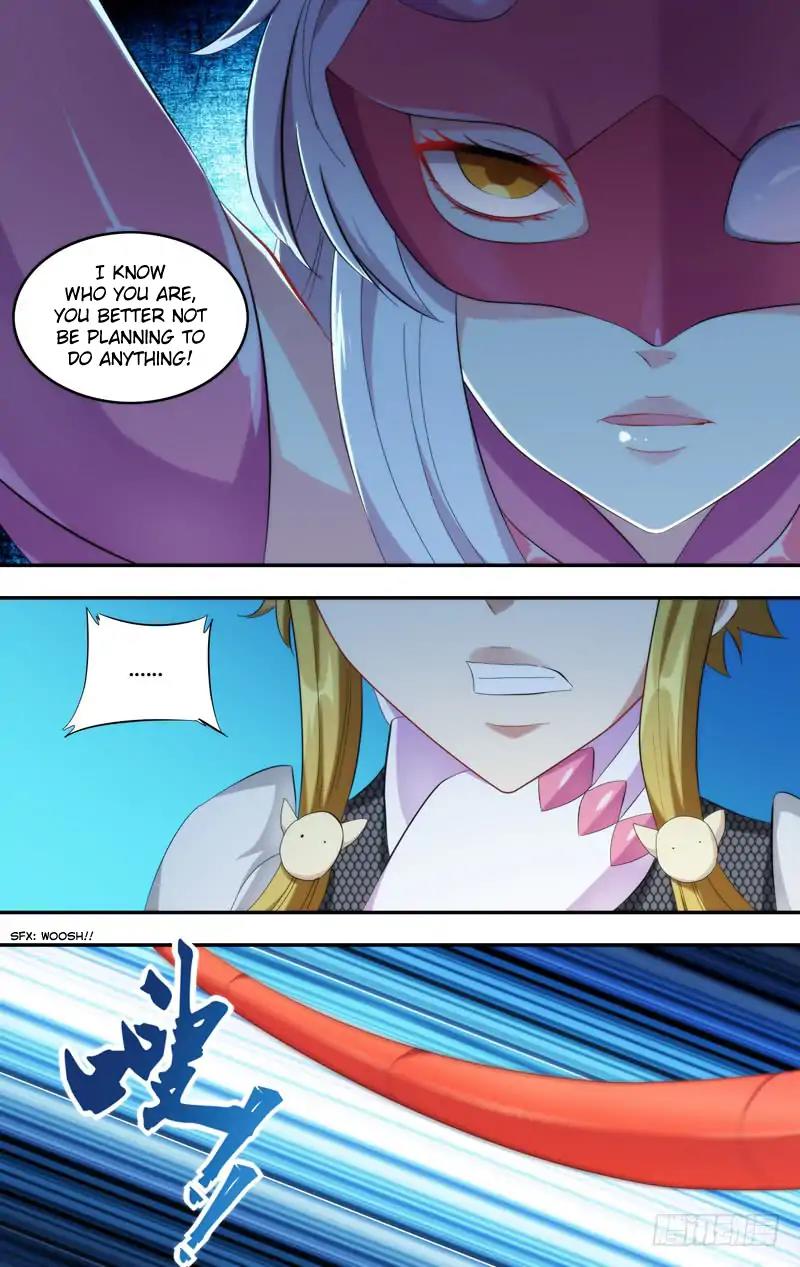 I KNOW
WHO YOU ARE,
YOU BETTER NOT
BE PLANNING TO
DO ANYTHING!
......
SFX: WOOSH!!